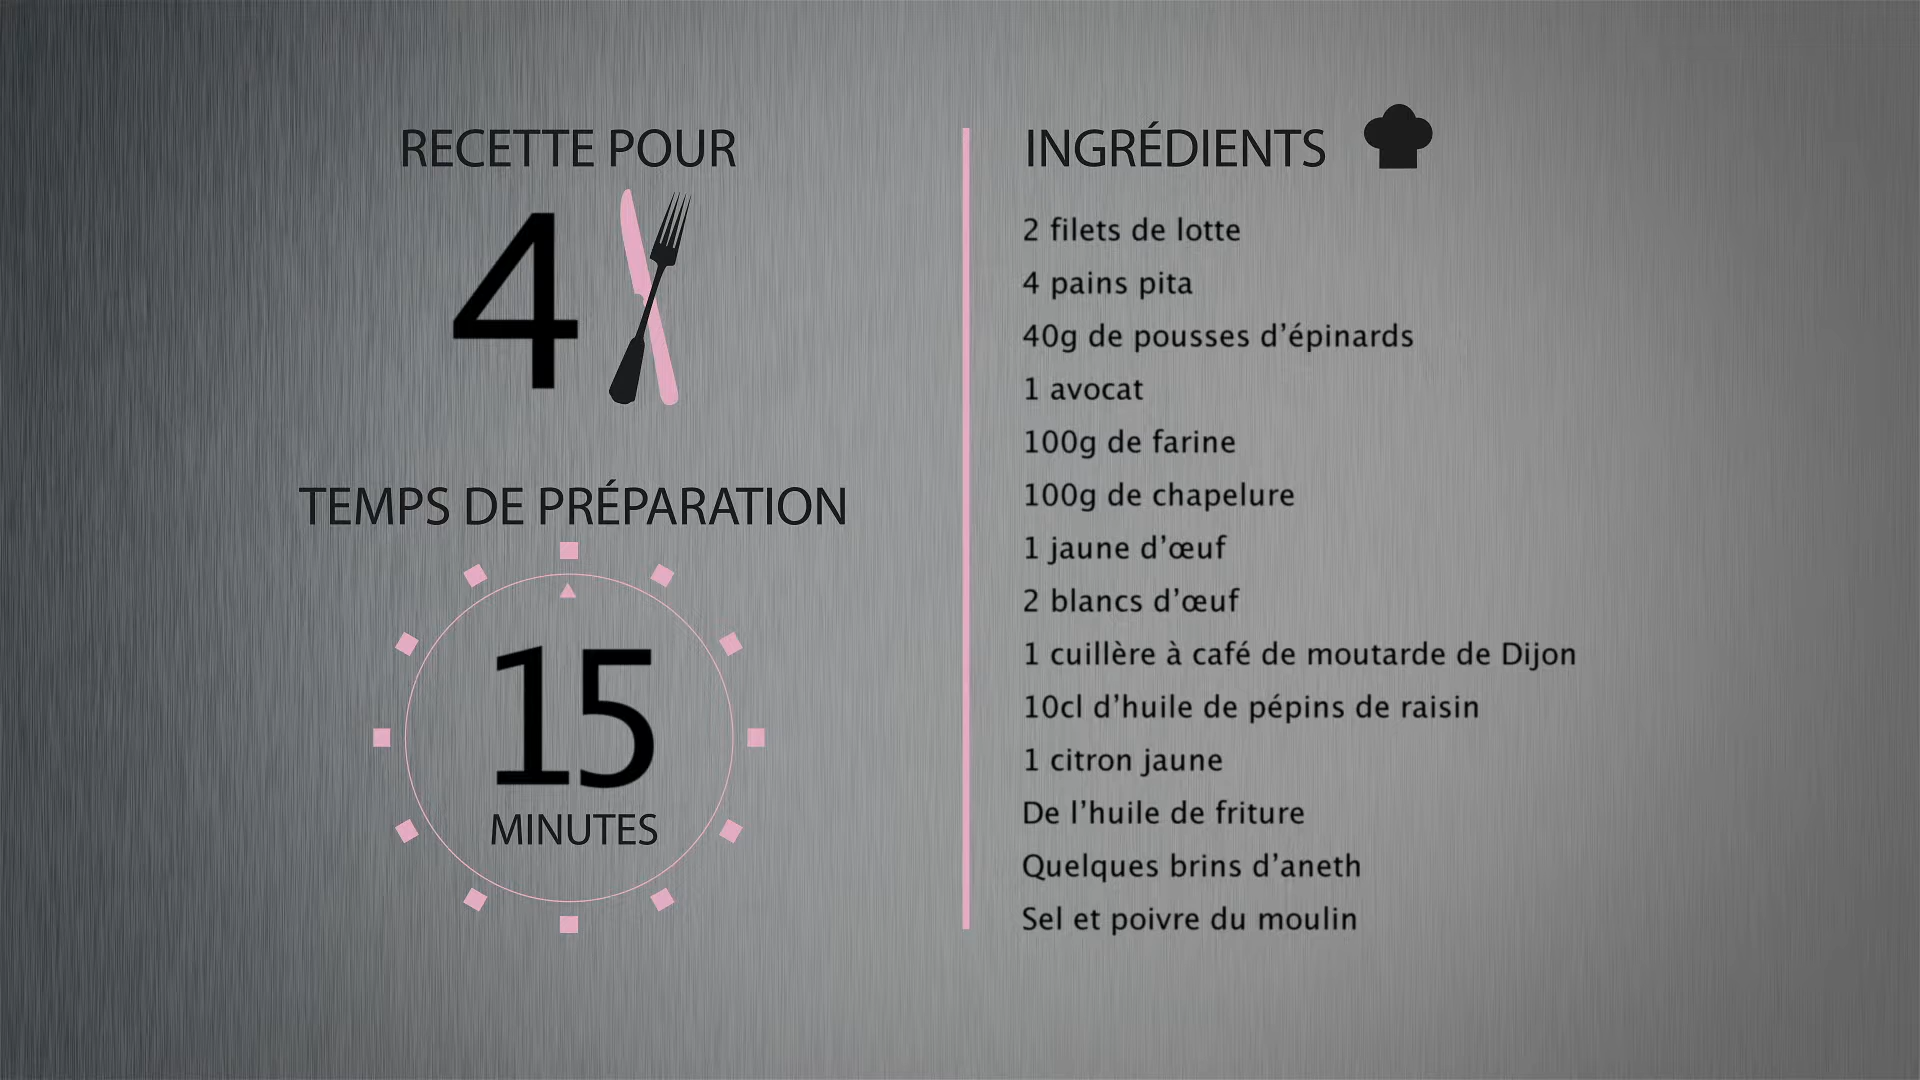 RECETTE POUR
4
TEMPS DE PRÉPARATION
15
MINUTES
INGRÉDIENTS
2 filets de lotte
4 pains pita
40g de pousses d’épinards
1 avocat
100g de farine
100g de chapelure
1 jaune d’œuf
2 blancs d’œuf
1 cuillère à café de moutarde de Dijon
10cl d’huile de pépins de raisin
1 citron jaune
De l’huile de friture
Quelques brins d’aneth
Sel et poivre du moulin